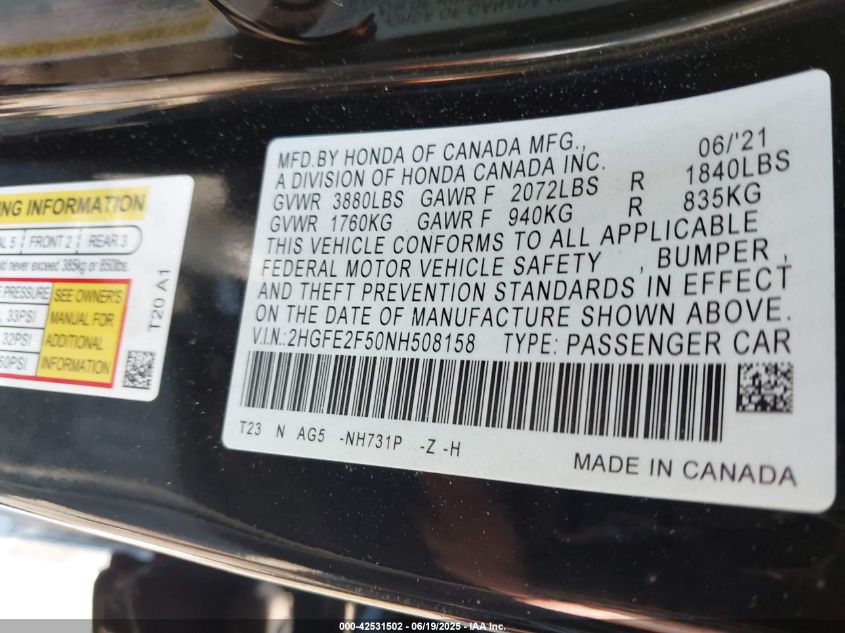 MFD.BY HONDA OF CANADA MFG., 06/'21
A DIVISION OF HONDA CANADA INC.
GVWR 3880LBS GAWR F 2072LBS R 1840LBS
GVWR 1760KG GAWR F 940KG R 835KG
THIS VEHICLE CONFORMS TO ALL APPLICABLE
FEDERAL MOTOR VEHICLE SAFETY , BUMPER ,
AND THEFT PREVENTION STANDARDS IN EFFECT
ON THE DATE OF MANUFACTURE SHOWN ABOVE.
V.I.N.:2HGFE2F50NH508158 TYPE: PASSENGER CAR
T23 N AG5 -NH731P -Z -H
MADE IN CANADA
INFORMATION
5 FRONT 2 REAR 3
never exceed 385kg or 850lbs.
PRESSURE SEE OWNER'S
33PSI MANUAL FOR
32PSI ADDITIONAL
60PSI INFORMATION
T20 A1
000-42531502 - 06/19/2025 - IAA Inc.